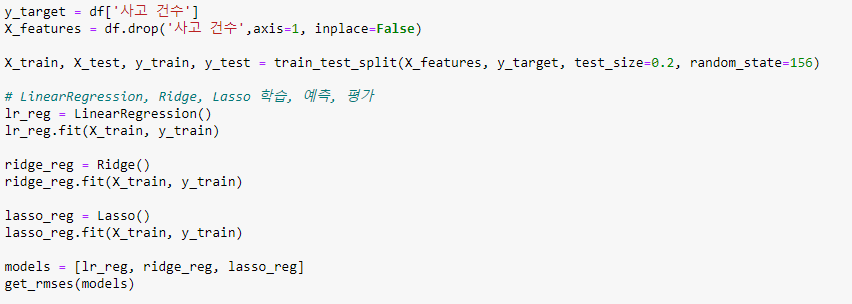 y_target = df['사고 건수']
X_features = df.drop('사고 건수',axis=1, inplace=False)
X_train, X_test, y_train, y_test = train_test_split(X_features, y_target, test_size=0.2, random_state=156)
# LinearRegression, Ridge, Lasso 학습, 예측, 평가
lr_reg = LinearRegression()
lr_reg.fit(X_train, y_train)
ridge_reg = Ridge()
ridge_reg.fit(X_train, y_train)
lasso_reg = Lasso()
lasso_reg.fit(X_train, y_train)
models = [lr_reg, ridge_reg, lasso_reg]
get_rmses(models)